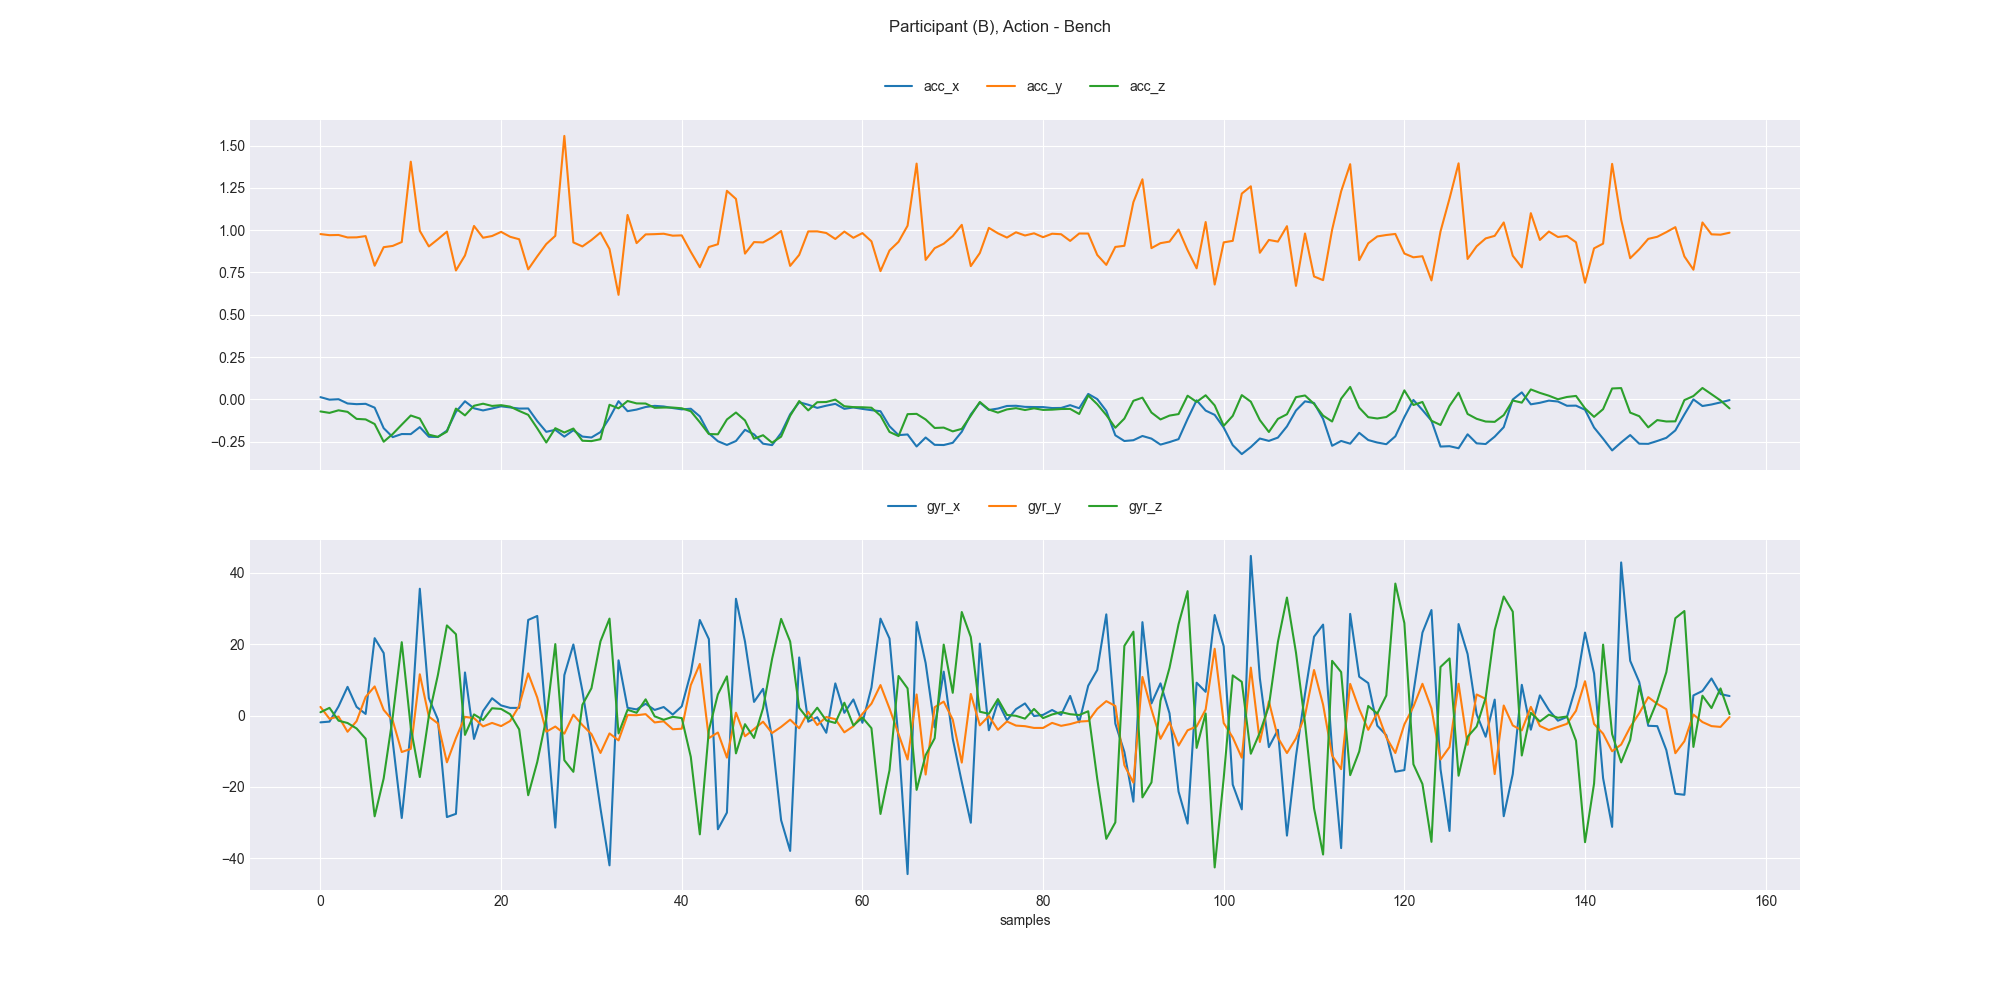 Participant (B), Action - Bench
acc_x acc_y acc_z
1.50
1.25
1.00
0.75
0.50
0.25
0.00
−0.25
gyr_x gyr_y gyr_z
40
20
0
−20
−40
0 20 40 60 80 100 120 140 160
samples